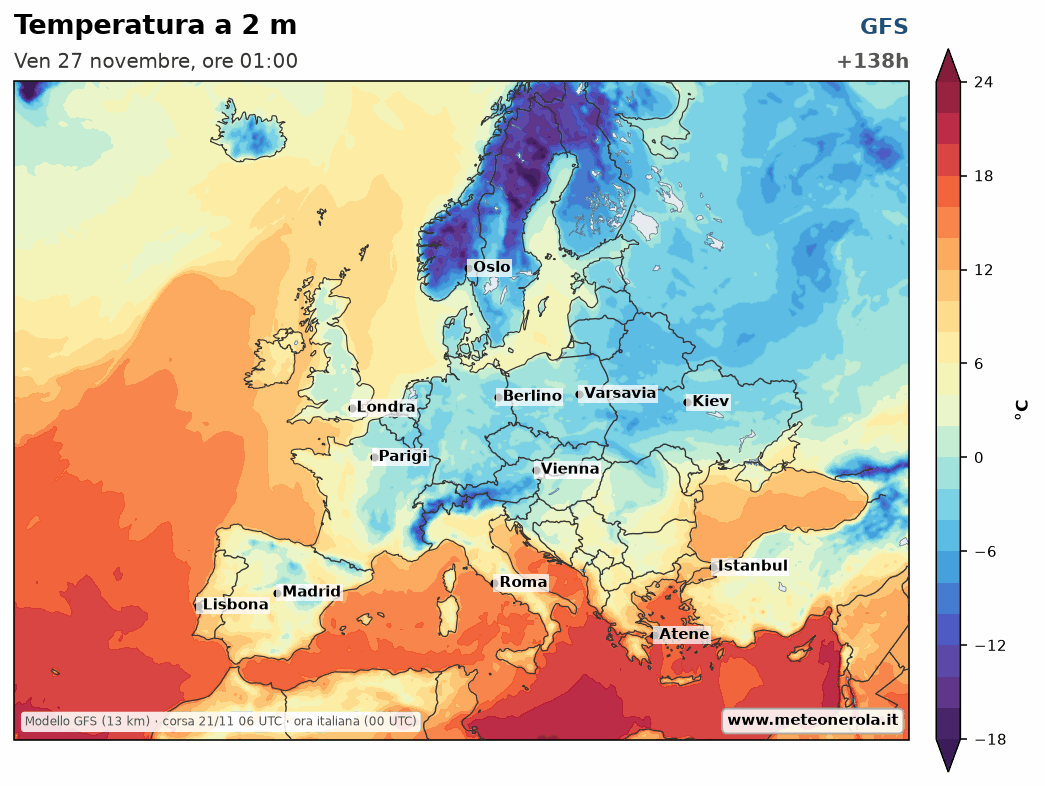 Temperatura a 2 m
GFS
Ven 27 novembre, ore 01:00
+138h
24
18
12
6
0
−6
−12
−18
°C
Oslo
Londra
Berlino
Varsavia
Kiev
Parigi
Vienna
Istanbul
Roma
Madrid
Lisbona
Atene
Modello GFS (13 km) · corsa 21/11 06 UTC · ora italiana (00 UTC)
www.meteonerola.it